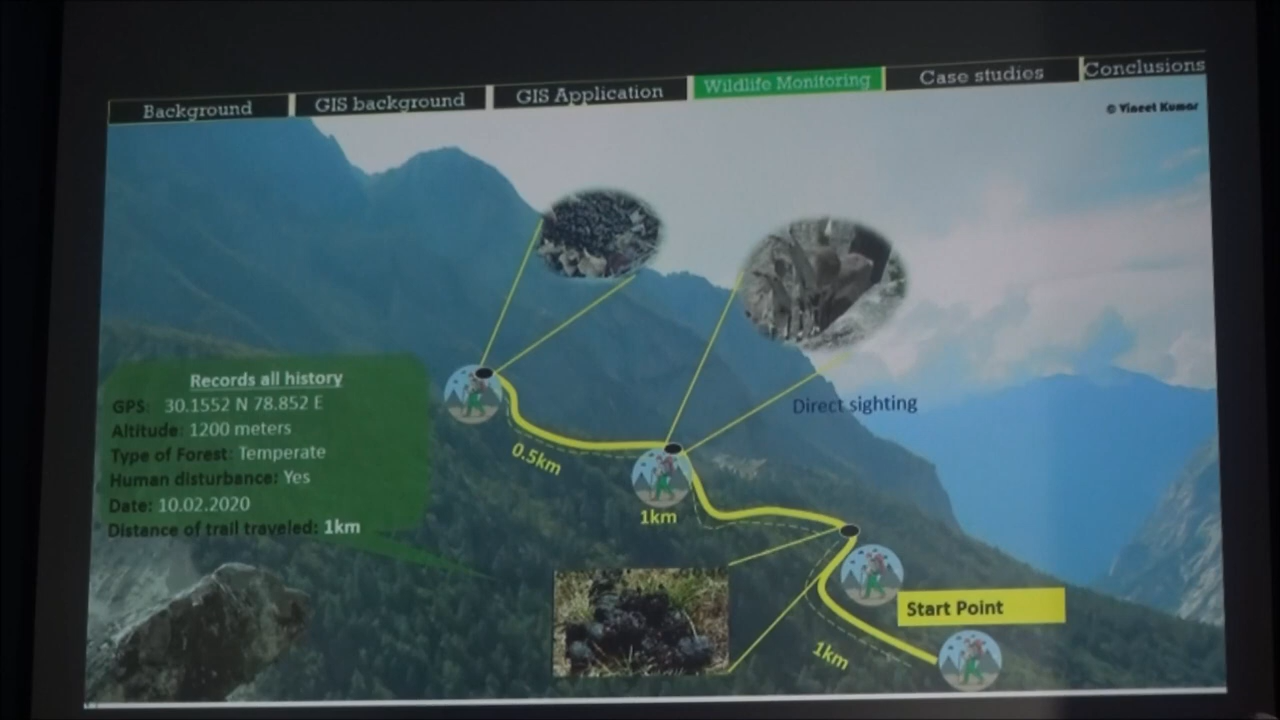 Background
GIS background
GIS Application
Wildlife Monitoring
Case studies
Conclusions
© Vineet Kumar
Records all history
GPS: 30.1552 N 78.852 E
Altitude: 1200 meters
Type of Forest: Temperate
Human disturbance: Yes
Date: 10.02.2020
Distance of trail traveled: 1km
Direct sighting
0.5km
1km
Start Point
1km